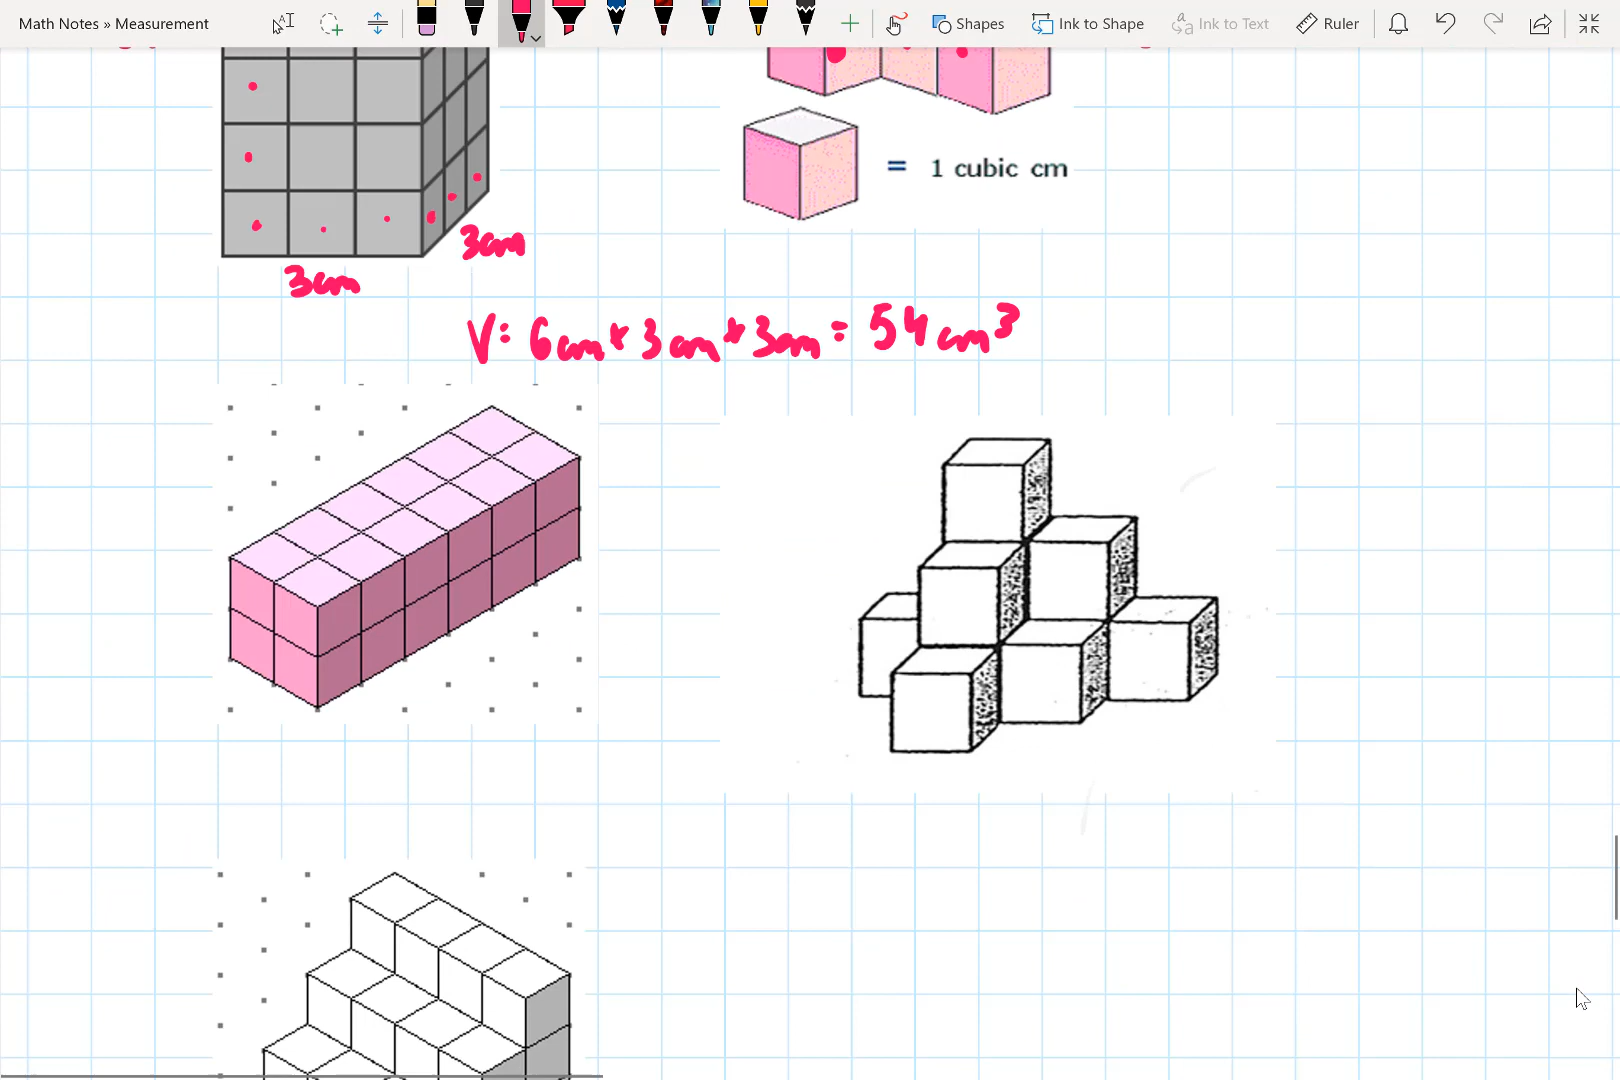 Math Notes » Measurement
Shapes
Ink to Shape
Ink to Text
Ruler
= 1 cubic cm
3cm
3cm
V: 6cm * 3cm * 3cm = 54cm³